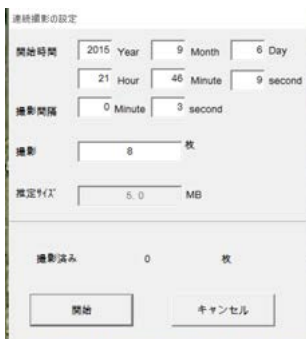 連続撮影の設定
開始時間 2015 Year 9 Month 6 Day
21 Hour 46 Minute 9 second
撮影間隔 0 Minute 3 second
撮影 8 枚
推定ｻｲｽﾞ 5.0 MB
撮影済み 0 枚
開始 キャンセル